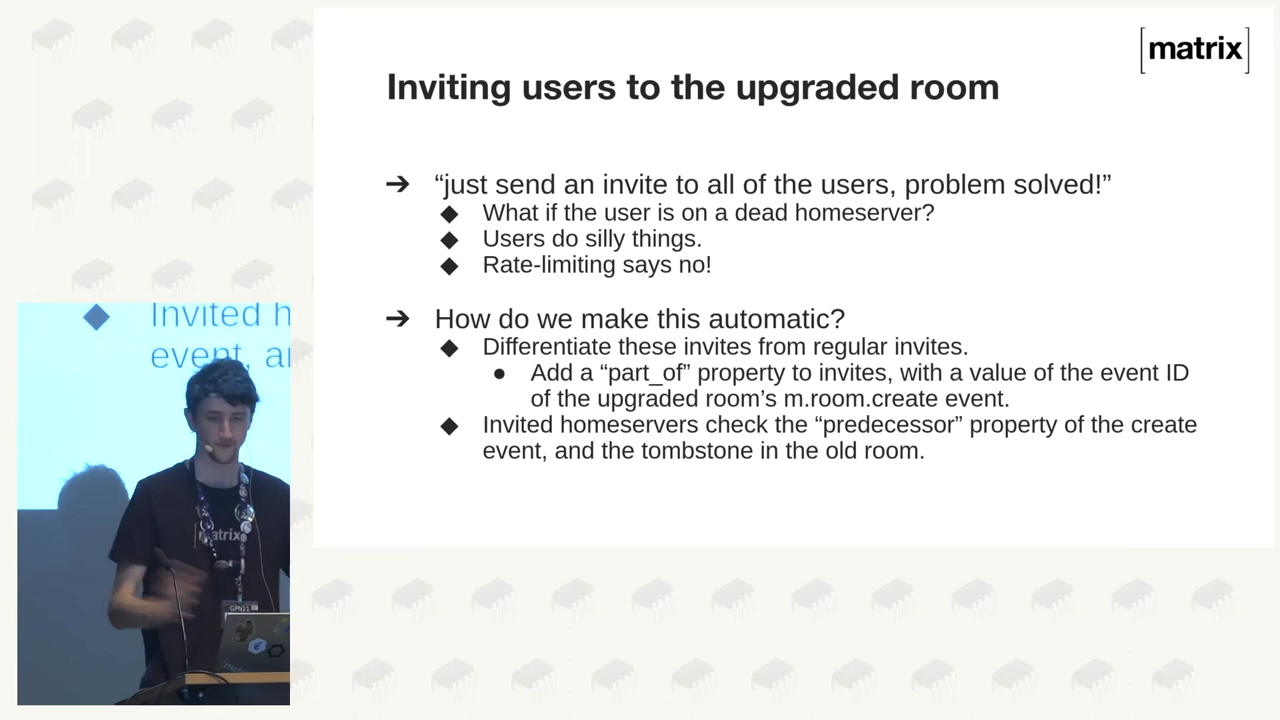 [matrix]
Inviting users to the upgraded room
➔ “just send an invite to all of the users, problem solved!”
◆ What if the user is on a dead homeserver?
◆ Users do silly things.
◆ Rate-limiting says no!
➔ How do we make this automatic?
◆ Differentiate these invites from regular invites.
● Add a “part_of” property to invites, with a value of the event ID
of the upgraded room’s m.room.create event.
◆ Invited homeservers check the “predecessor” property of the create
event, and the tombstone in the old room.
◆ Invited h
event, a
[matrix]
GPN21